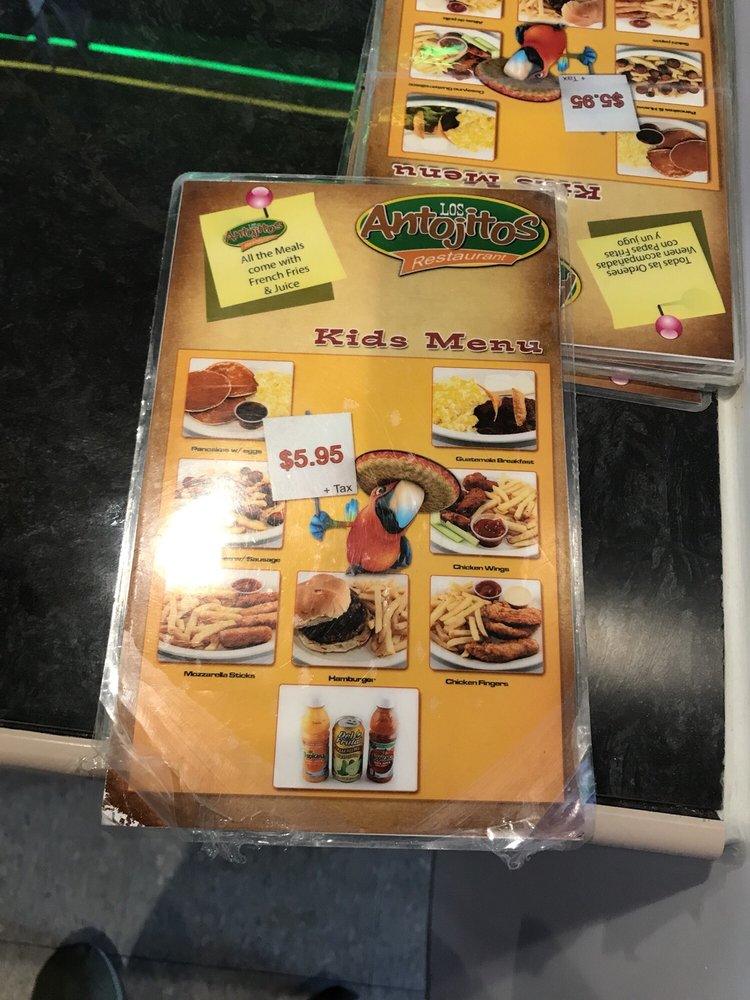 LOS
Antojitos
Restaurant
Antojitos
All the Meals
come with
French Fries
& Juice
Kids Menu
Pancakes w/ eggs
$5.95
+ Tax
Guatemala Breakfast
w/ Sausage
Chicken Wings
Mozzarella Sticks
Hamburger
Chicken Fingers
Kids Menu
$5.95
+ Tax
Todas las Ordenes
Vienen acompañadas
con Papas Fritas
y un jugo